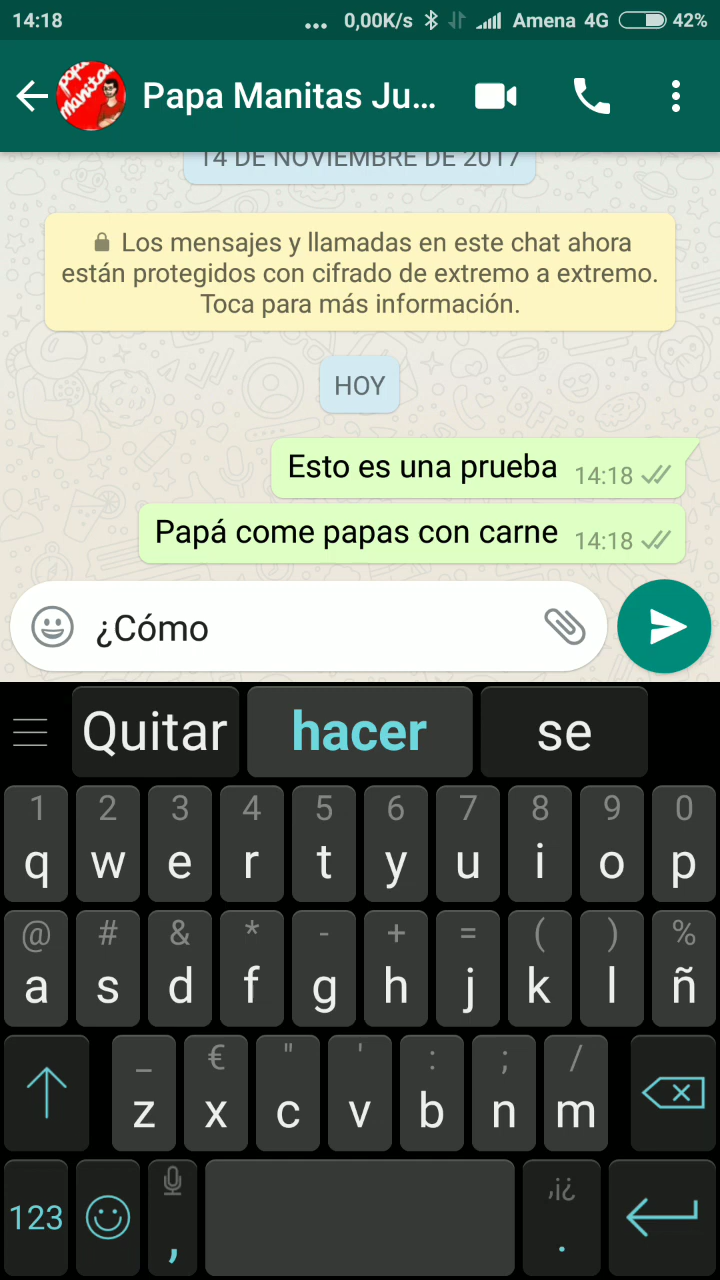 14:18 ... 0,00K/s Amena 4G 42%
papa
Manitas
Papa Manitas Ju...
14 DE NOVIEMBRE DE 2017
Los mensajes y llamadas en este chat ahora
están protegidos con cifrado de extremo a extremo.
Toca para más información.
HOY
Esto es una prueba 14:18
Papá come papas con carne 14:18
¿Cómo
Quitar hacer se
1 2 3 4 5 6 7 8 9 0
q w e r t y u i o p
@ # & * - + = ( ) %
a s d f g h j k l ñ
_ € " ' : ; /
z x c v b n m
,¡¿
123 , .